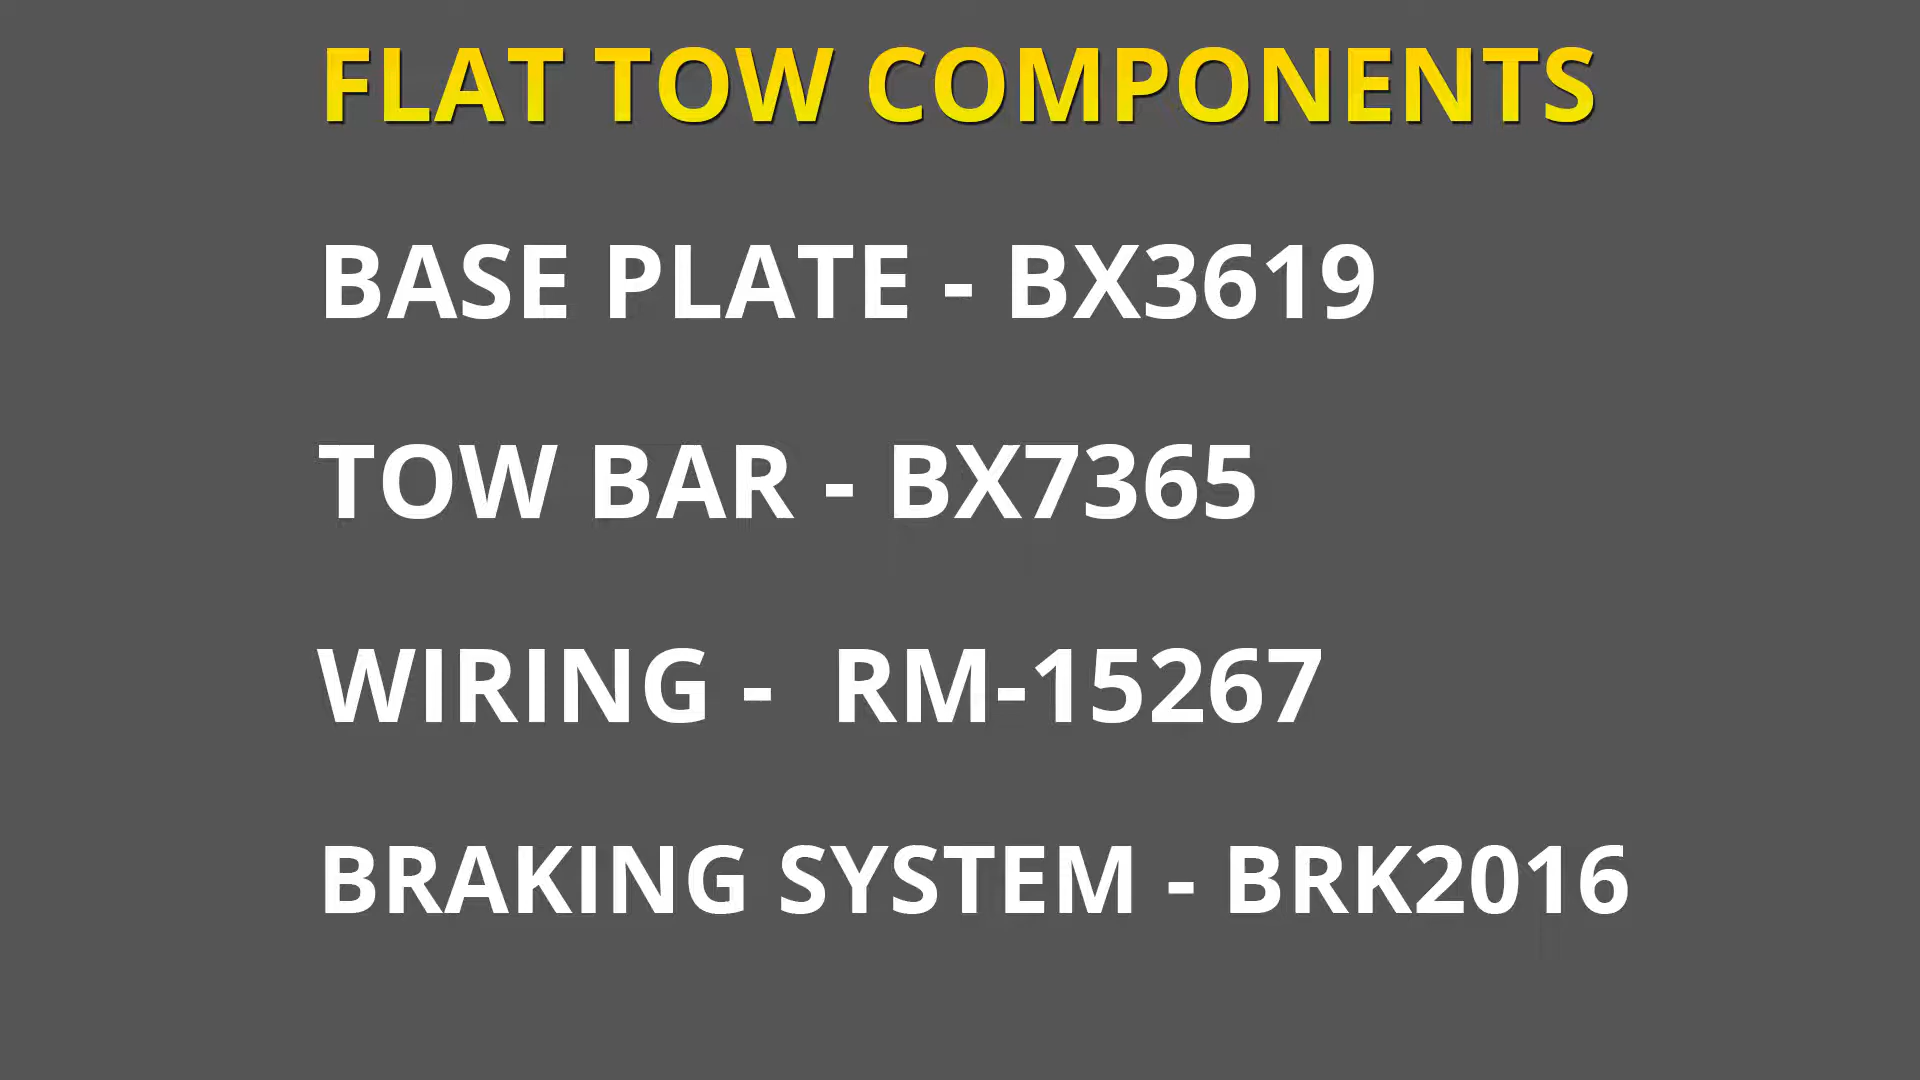 FLAT TOW COMPONENTS
BASE PLATE - BX3619
TOW BAR - BX7365
WIRING -  RM-15267
BRAKING SYSTEM - BRK2016